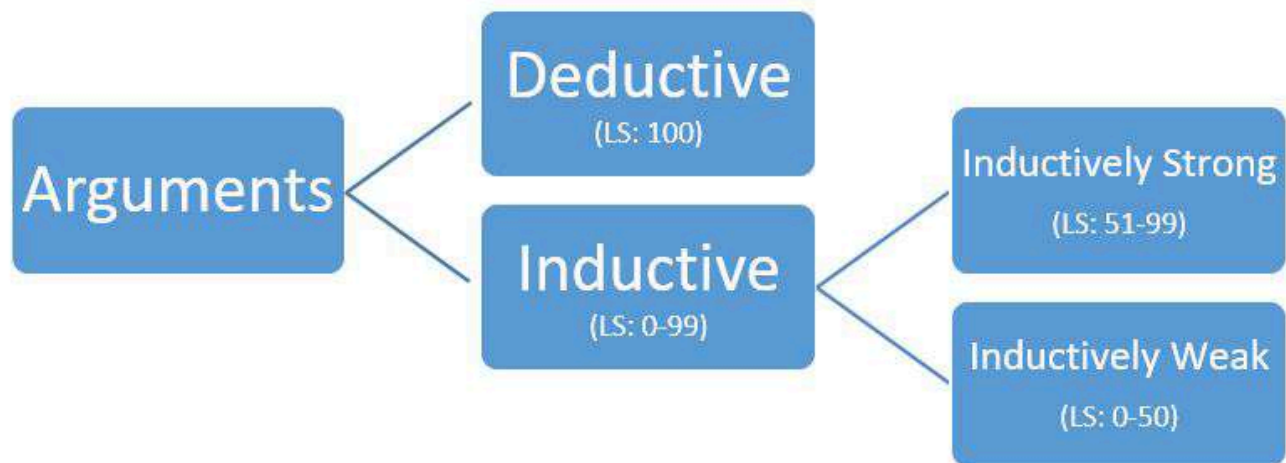 Arguments
Deductive
(LS: 100)
Inductive
(LS: 0-99)
Inductively Strong
(LS: 51-99)
Inductively Weak
(LS: 0-50)